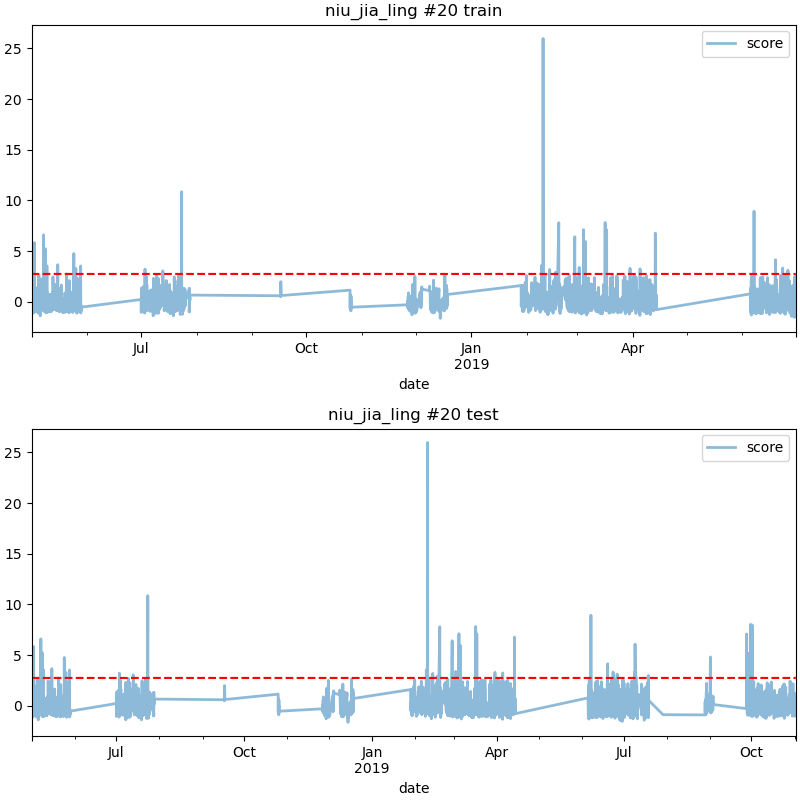 niu_jia_ling #20 train
score
25
20
15
10
5
0
Jul
Oct
Jan
2019
Apr
date
niu_jia_ling #20 test
score
25
20
15
10
5
0
Jul
Oct
Jan
2019
Apr
Jul
Oct
date